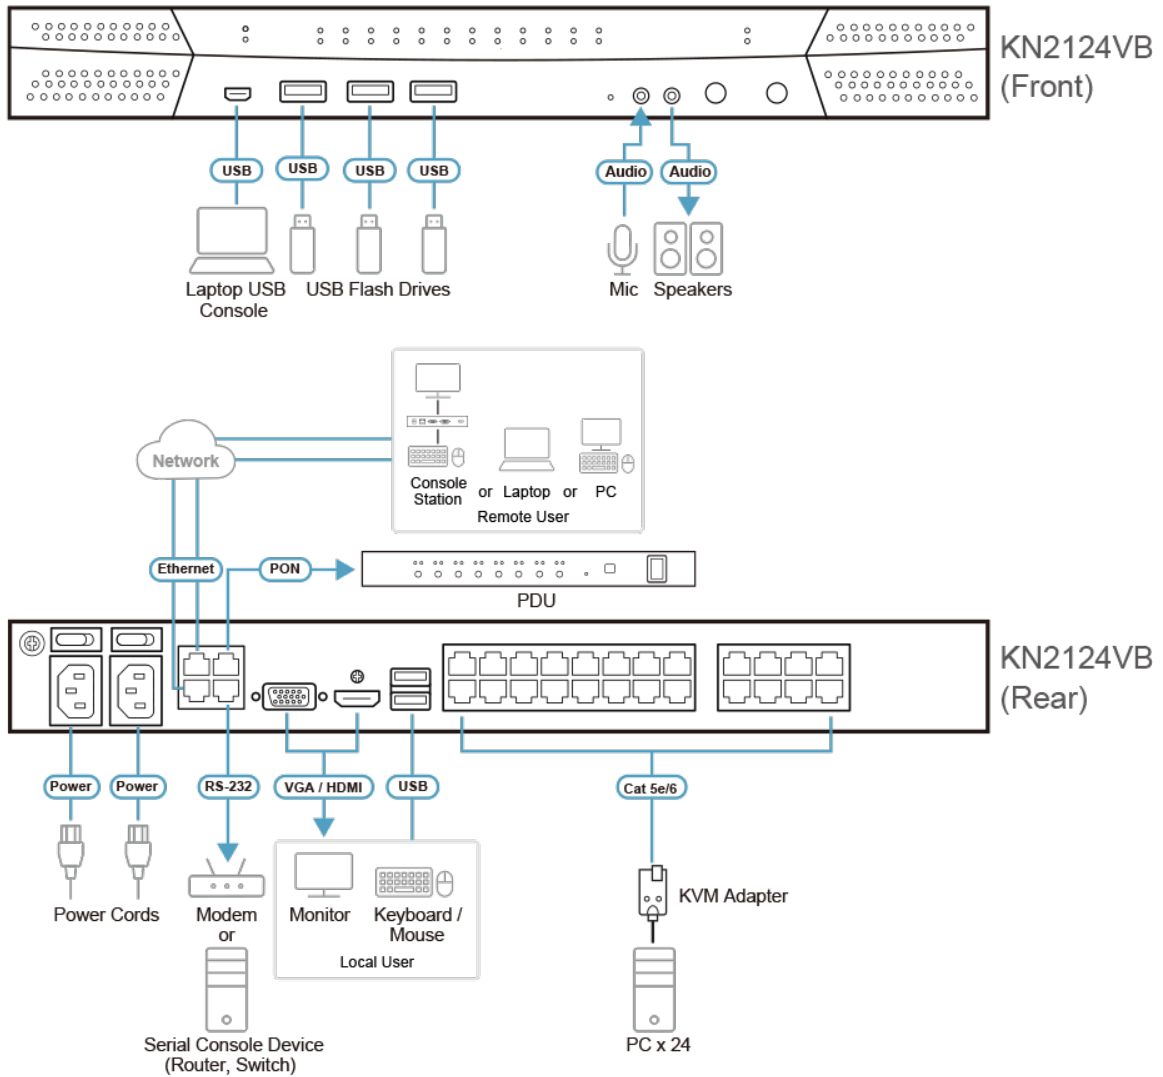 KN2124VB
(Front)
USB
USB
USB
USB
Audio
Audio
Laptop USB
Console
USB Flash Drives
Mic
Speakers
Network
Console
Station
or
Laptop
or
PC
Remote User
Ethernet
PON
PDU
KN2124VB
(Rear)
Power
Power
RS-232
VGA / HDMI
USB
Cat 5e/6
Power Cords
Modem
or
Monitor
Keyboard /
Mouse
Local User
KVM Adapter
Serial Console Device
(Router, Switch)
PC x 24